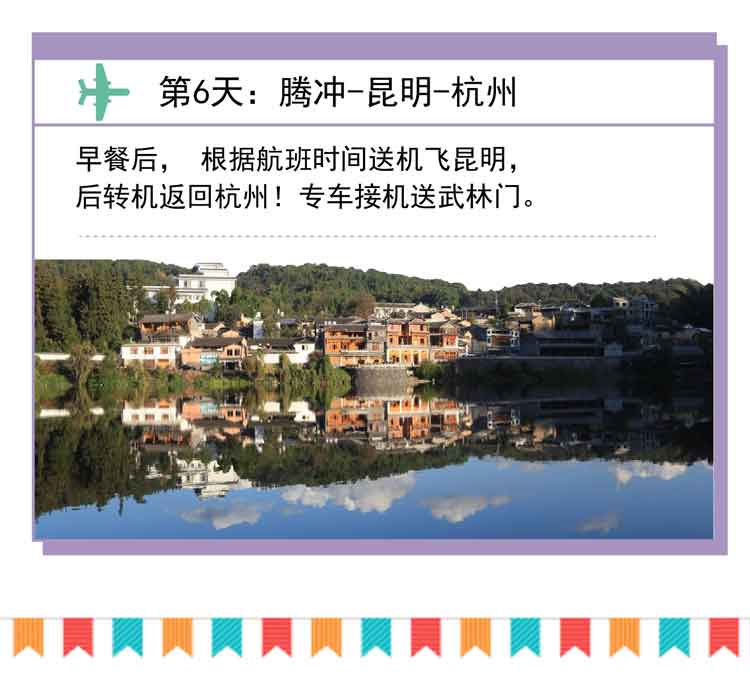 第6天：腾冲-昆明-杭州
早餐后， 根据航班时间送机飞昆明，
后转机返回杭州！专车接机送武林门。